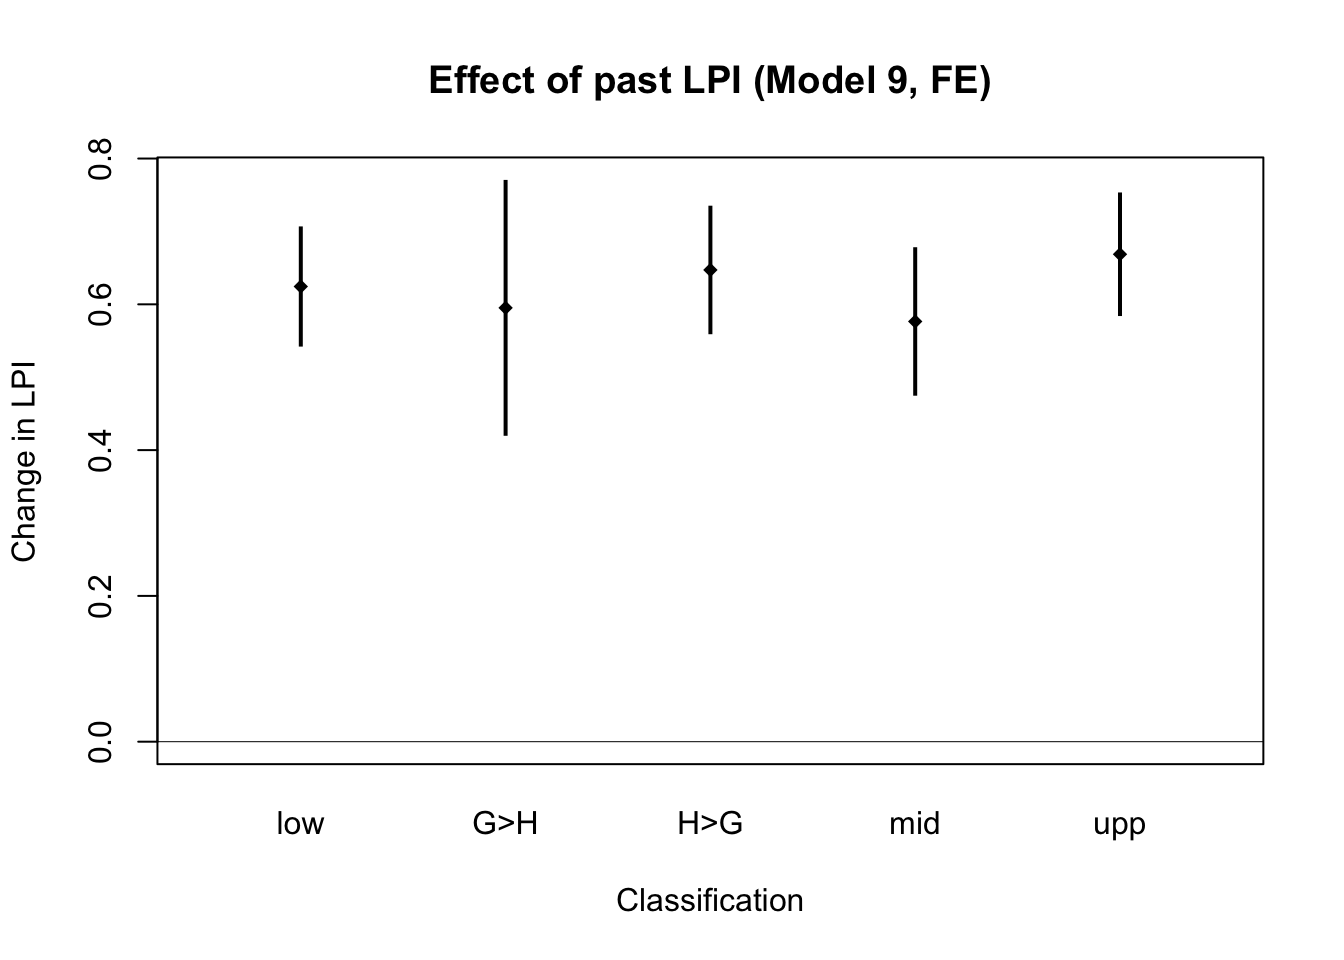 Effect of past LPI (Model 9, FE)
0.8
0.6
0.4
0.2
0.0
Change in LPI
low G>H H>G mid upp
Classification